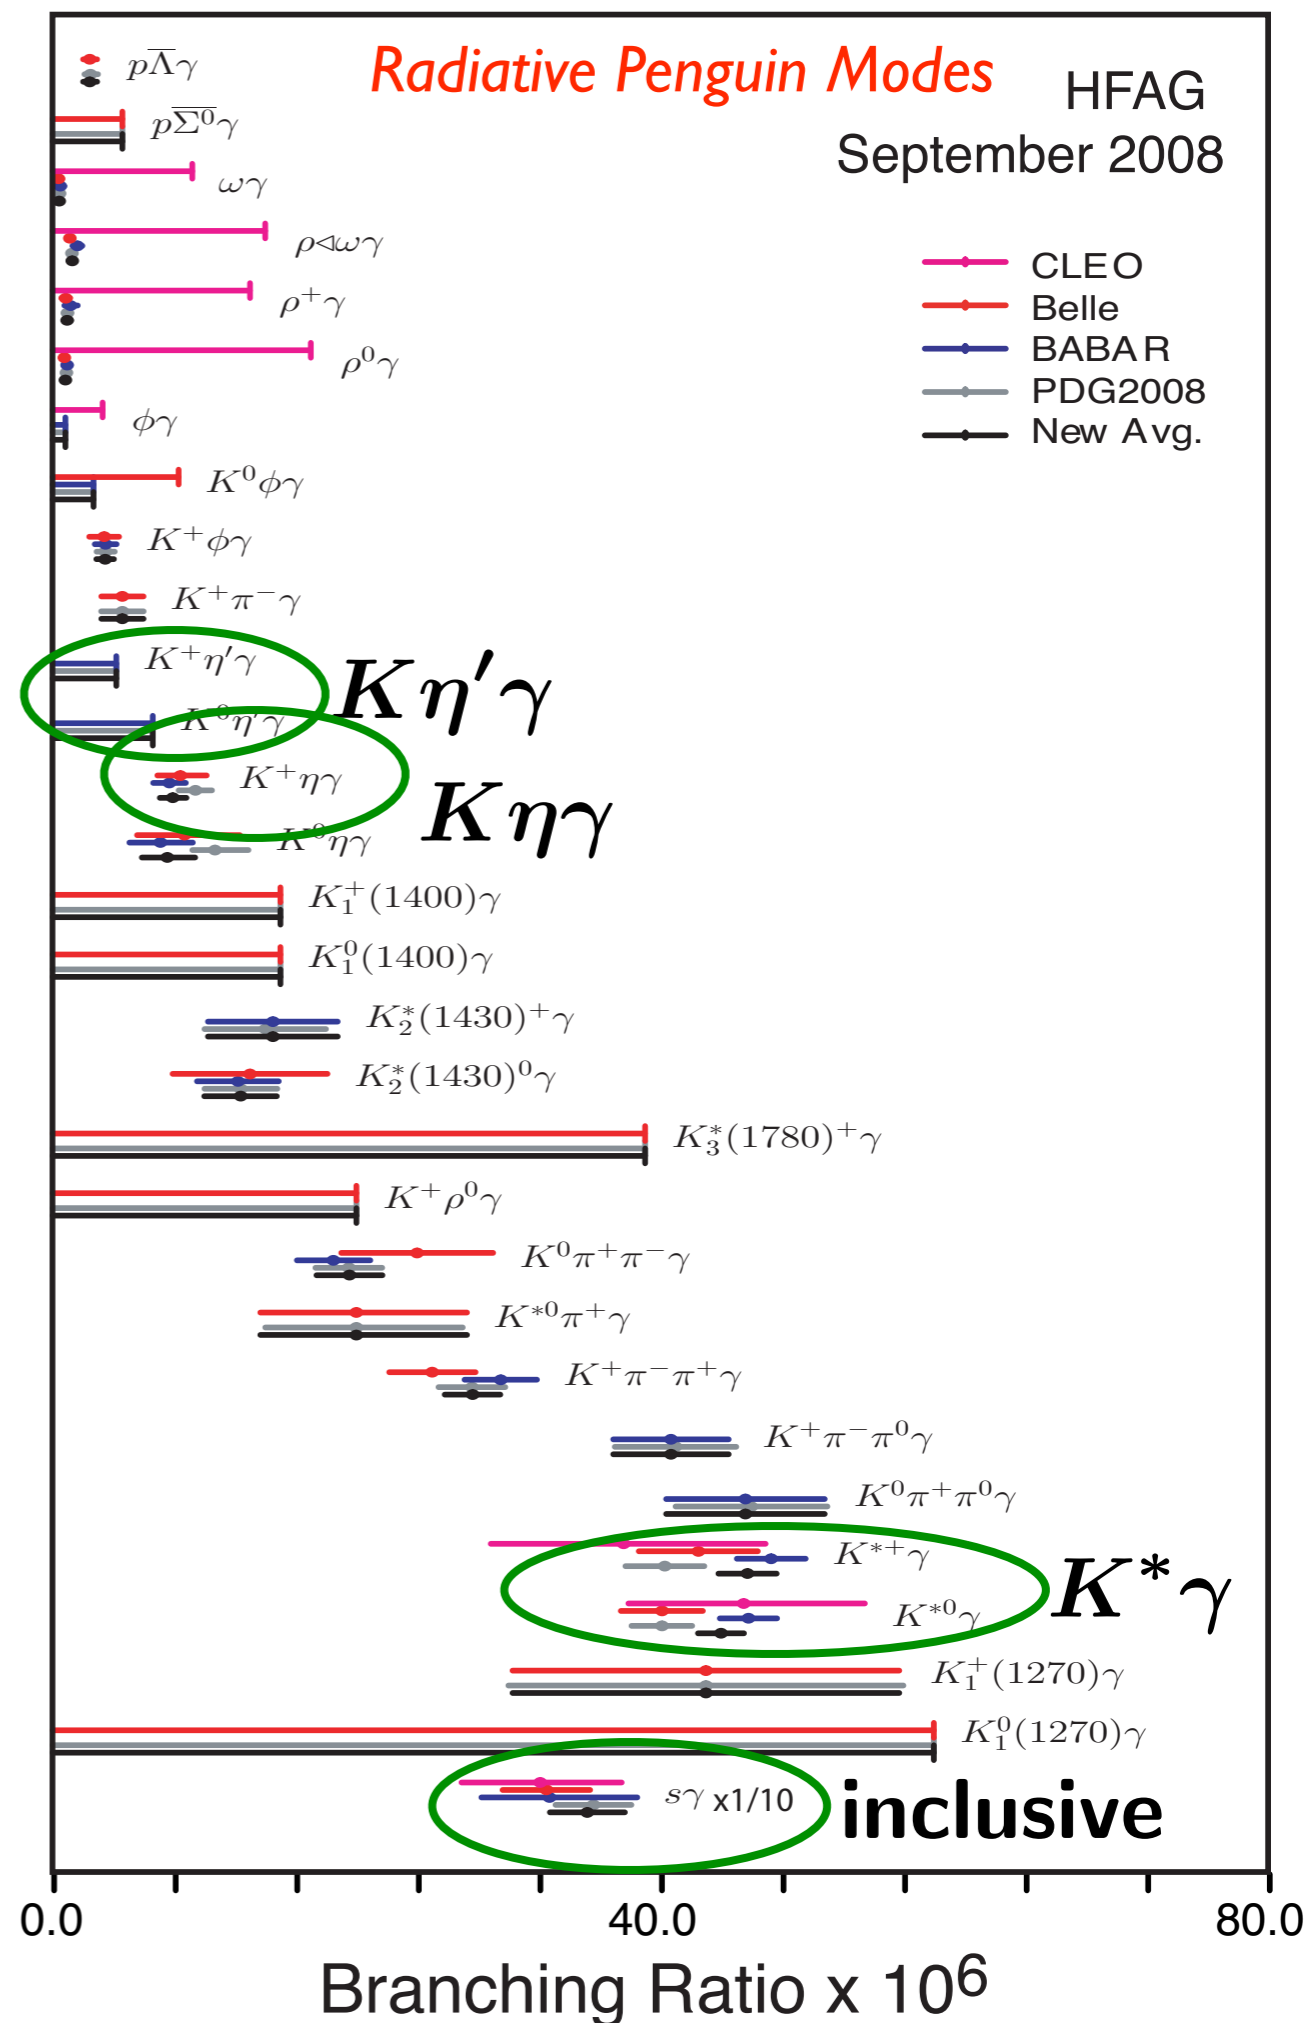 Radiative Penguin Modes
HFAG
September 2008
CLEO
Belle
BABAR
PDG2008
New Avg.
p\overline{Λ}γ
p\overline{Σ⁰}γ
ωγ
ρ◁ωγ
ρ⁺γ
ρ⁰γ
φγ
K⁰φγ
K⁺φγ
K⁺π⁻γ
K⁺η′γ
Kη′γ
K⁰η′γ
K⁺ηγ
Kηγ
K⁰ηγ
K₁⁺(1400)γ
K₁⁰(1400)γ
K₂*(1430)⁺γ
K₂*(1430)⁰γ
K₃*(1780)⁺γ
K⁺ρ⁰γ
K⁰π⁺π⁻γ
K*⁰π⁺γ
K⁺π⁻π⁺γ
K⁺π⁻π⁰γ
K⁰π⁺π⁰γ
K*⁺γ
K*γ
K*⁰γ
K₁⁺(1270)γ
K₁⁰(1270)γ
sγ x1/10
inclusive
0.0 40.0 80.0
Branching Ratio x 10⁶